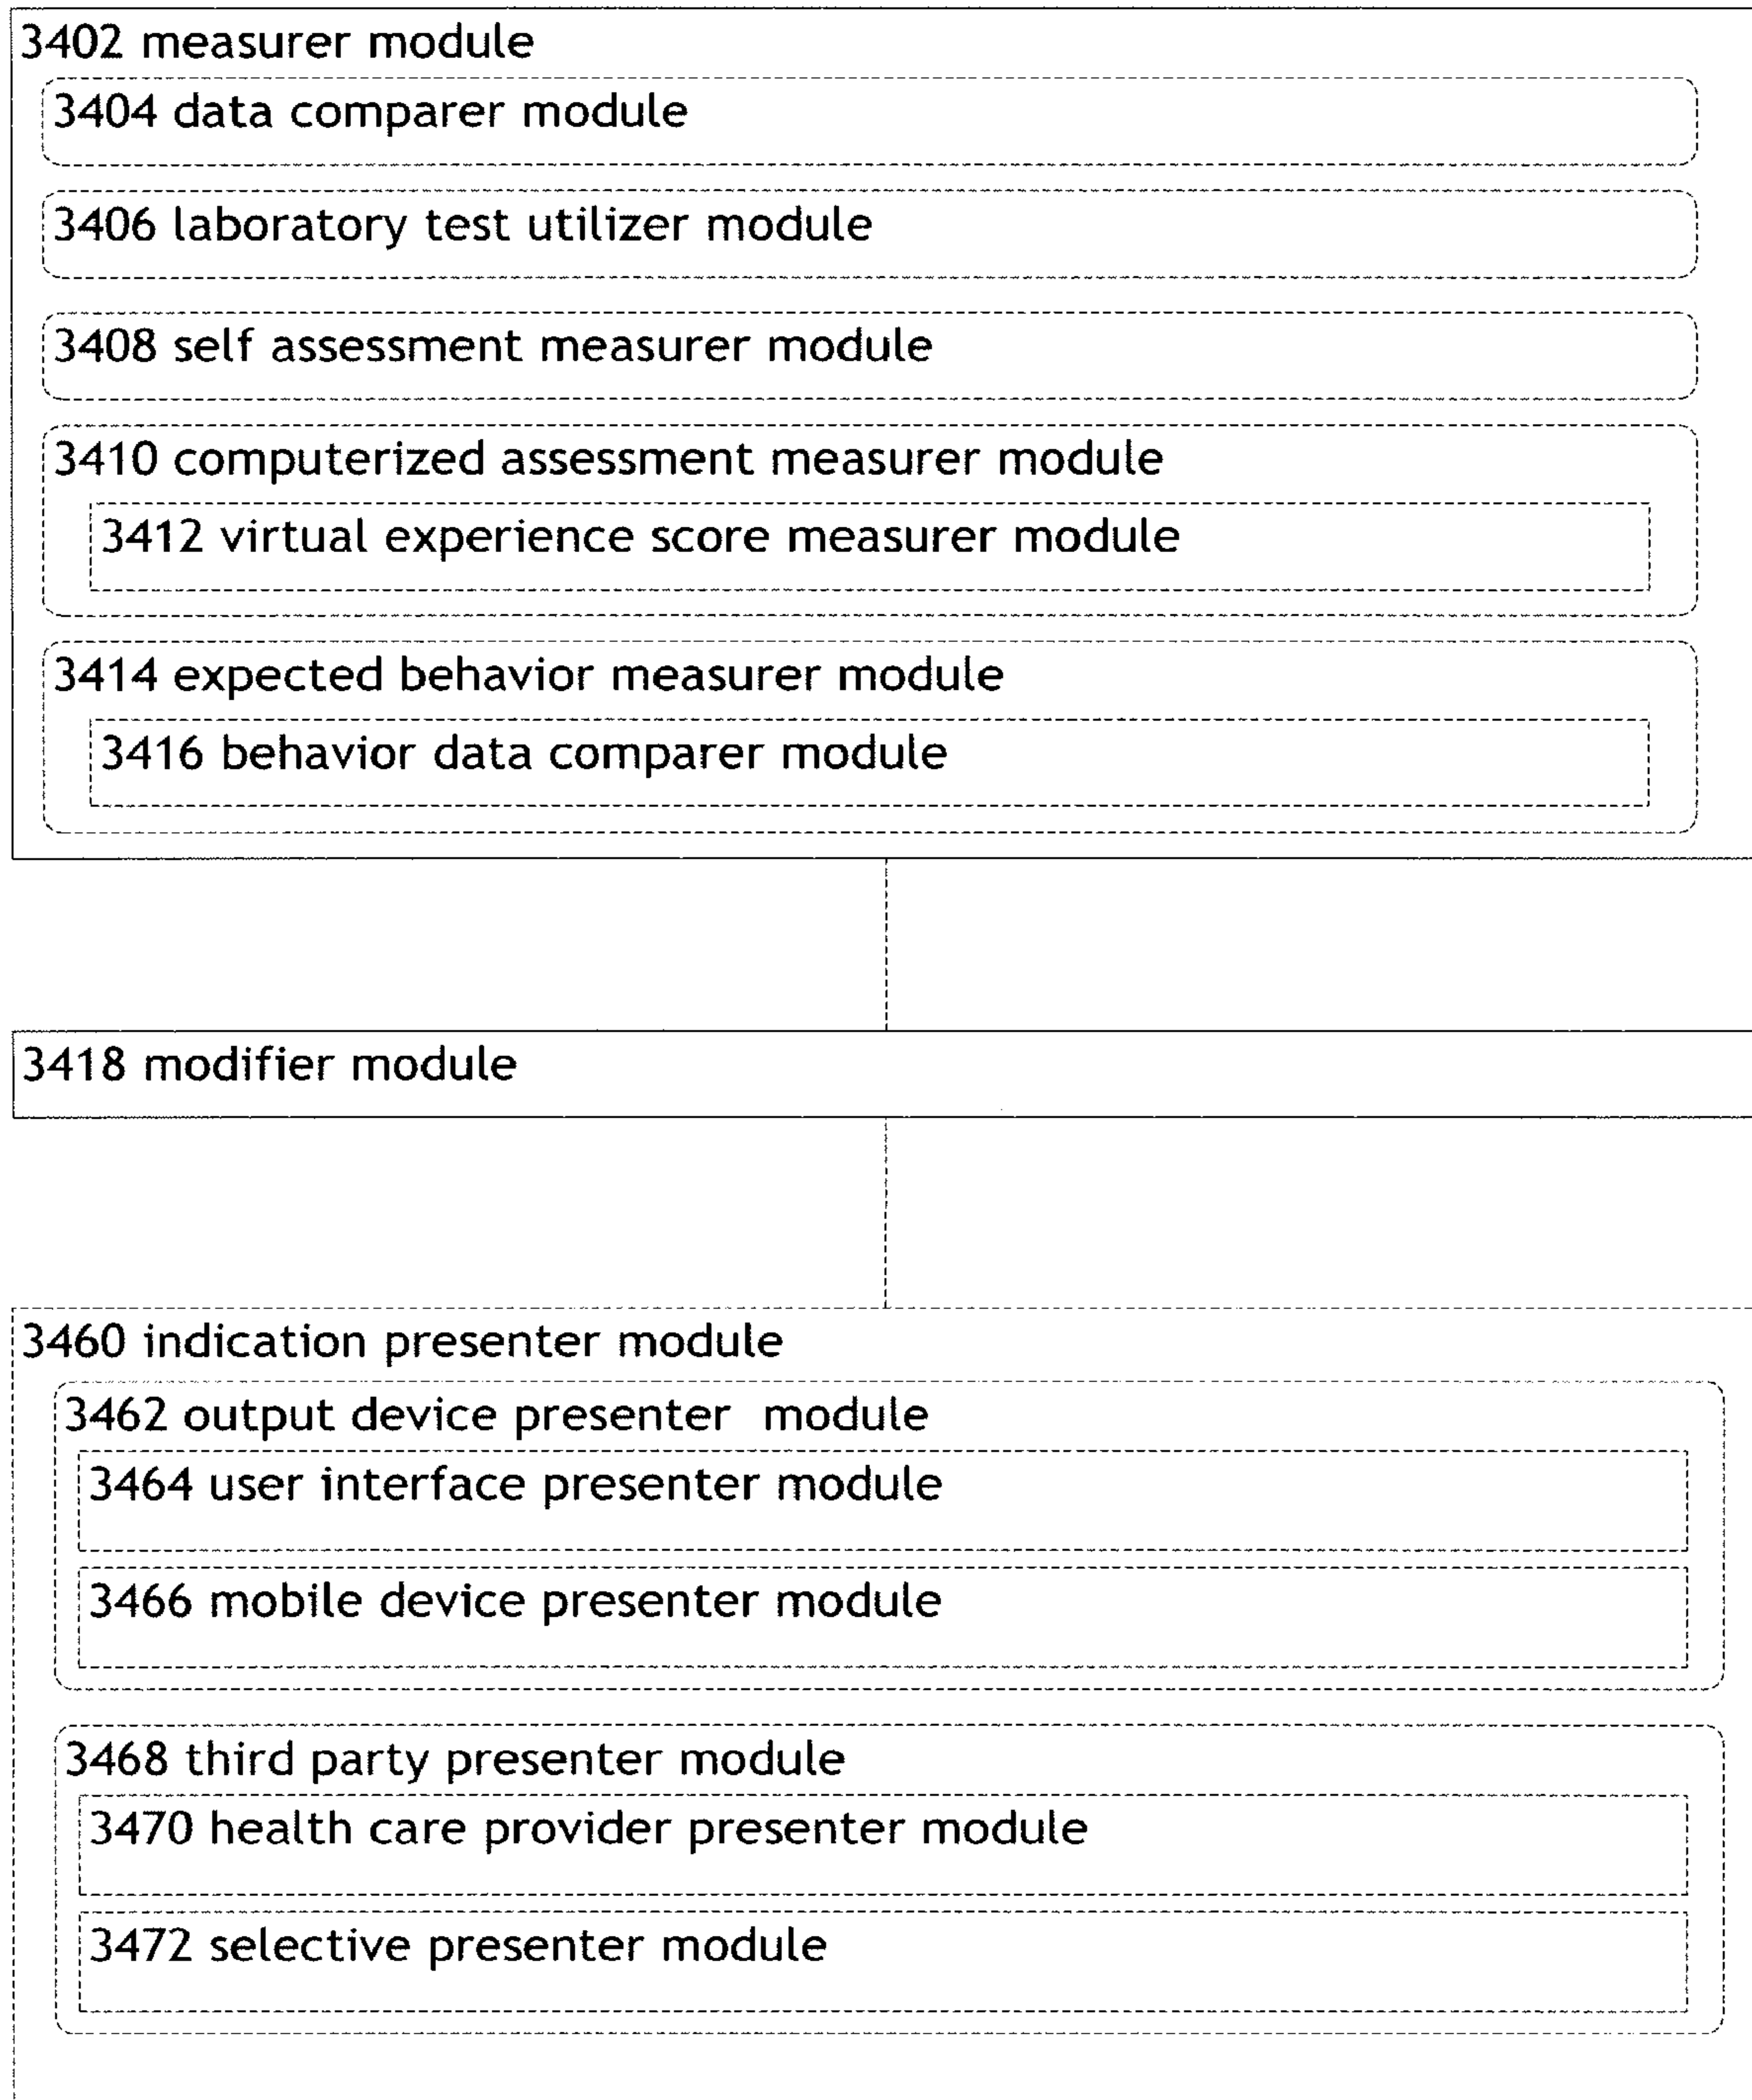 3402 measurer module
3404 data comparer module
3406 laboratory test utilizer module
3408 self assessment measurer module
3410 computerized assessment measurer module
3412 virtual experience score measurer module
3414 expected behavior measurer module
3416 behavior data comparer module
3418 modifier module
3460 indication presenter module
3462 output device presenter module
3464 user interface presenter module
3466 mobile device presenter module
3468 third party presenter module
3470 health care provider presenter module
3472 selective presenter module